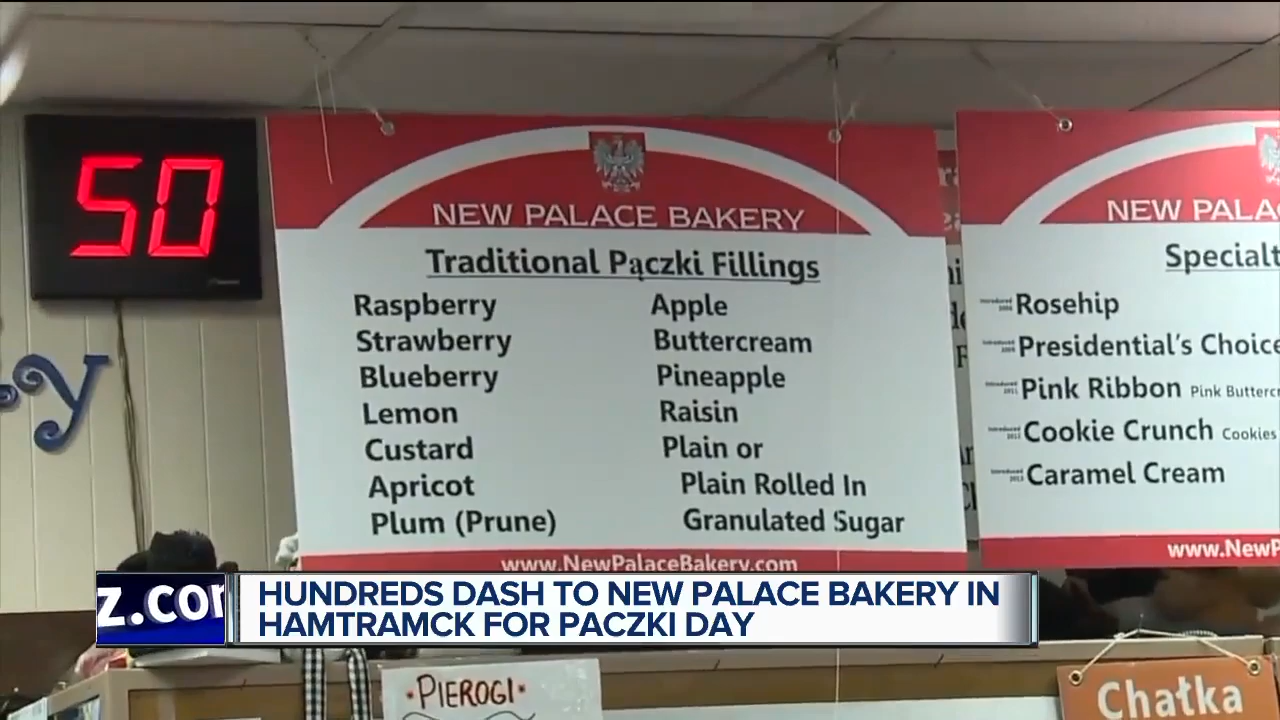 50
NEW PALACE BAKERY
Traditional Pączki Fillings
Raspberry
Strawberry
Blueberry
Lemon
Custard
Apricot
Plum (Prune)
Apple
Buttercream
Pineapple
Raisin
Plain or
Plain Rolled In
Granulated Sugar
www.NewPalaceBakery.com
NEW PALA
Specialt
Rosehip
Presidential's Choice
Pink Ribbon Pink Buttercr
Cookie Crunch Cookies
Caramel Cream
www.NewP
y
z.cor
HUNDREDS DASH TO NEW PALACE BAKERY IN
HAMTRAMCK FOR PACZKI DAY
PIEROGI
Chatka